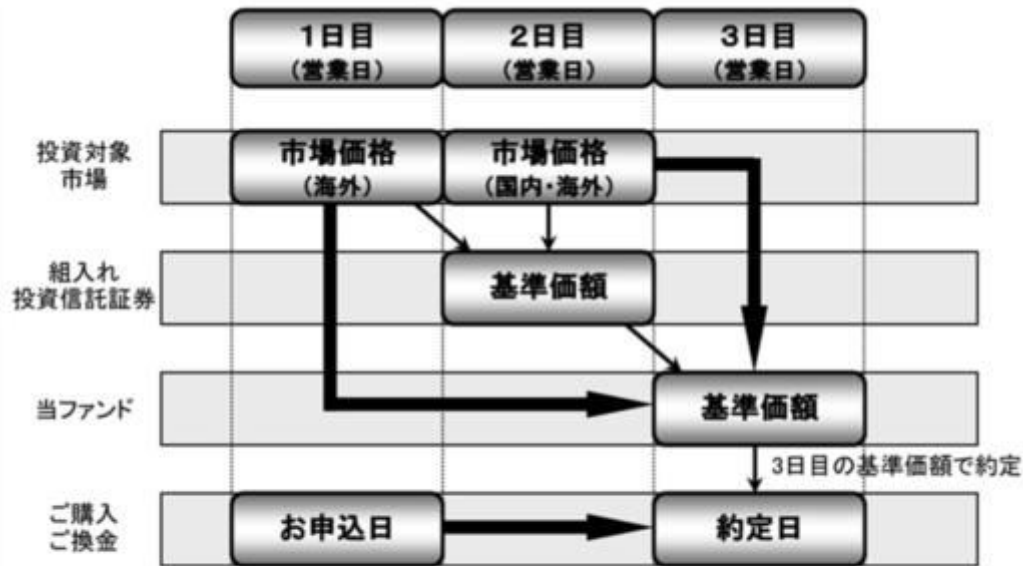 1日目
(営業日)
2日目
(営業日)
3日目
(営業日)
投資対象
市場
市場価格
(海外)
市場価格
(国内・海外)
組入れ
投資信託証券
基準価額
当ファンド
基準価額
3日目の基準価額で約定
ご購入
ご換金
お申込日
約定日